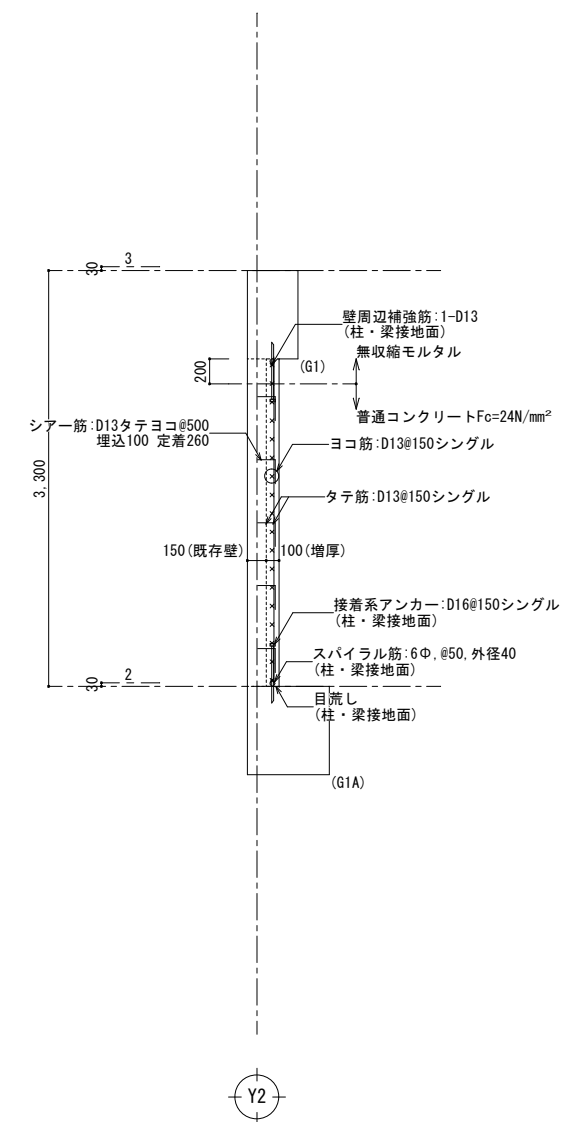 3
30
壁周辺補強筋:1-D13
(柱・梁接地面)
無収縮モルタル
(G1)
200
普通コンクリートFc=24N/mm²
シアー筋:D13タテヨコ@500
埋込100 定着260
ヨコ筋:D13@150シングル
3,300
タテ筋:D13@150シングル
150(既存壁)
100(増厚)
接着系アンカー:D16@150シングル
(柱・梁接地面)
スパイラル筋:6Φ,@50,外径40
(柱・梁接地面)
2
30
目荒し
(柱・梁接地面)
(G1A)
Y2